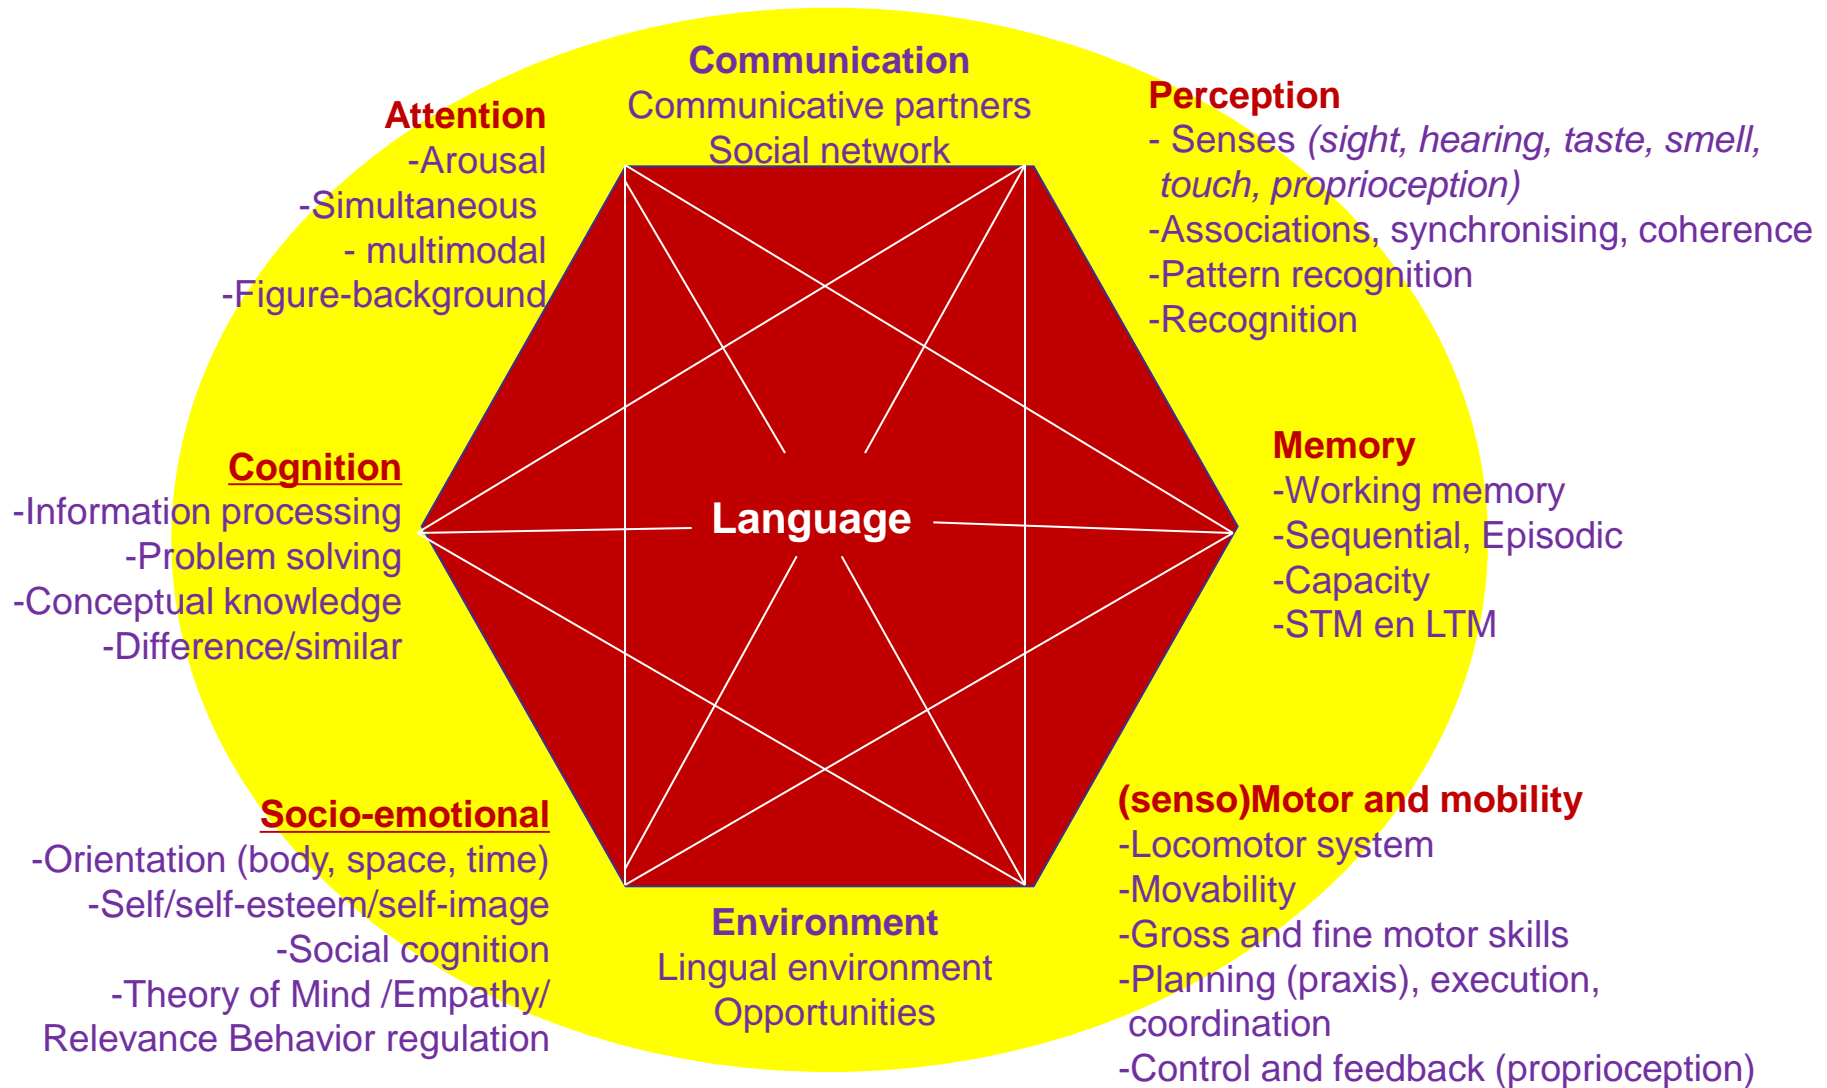 Communication
Communicative partners
Social network
Attention
-Arousal
-Simultaneous
- multimodal
-Figure-background
Perception
- Senses (sight, hearing, taste, smell,
touch, proprioception)
-Associations, synchronising, coherence
-Pattern recognition
-Recognition
Cognition
-Information processing
-Problem solving
-Conceptual knowledge
-Difference/similar
Language
Memory
-Working memory
-Sequential, Episodic
-Capacity
-STM en LTM
Socio-emotional
-Orientation (body, space, time)
-Self/self-esteem/self-image
-Social cognition
-Theory of Mind /Empathy/
Relevance Behavior regulation
Environment
Lingual environment
Opportunities
(senso)Motor and mobility
-Locomotor system
-Movability
-Gross and fine motor skills
-Planning (praxis), execution,
coordination
-Control and feedback (proprioception)